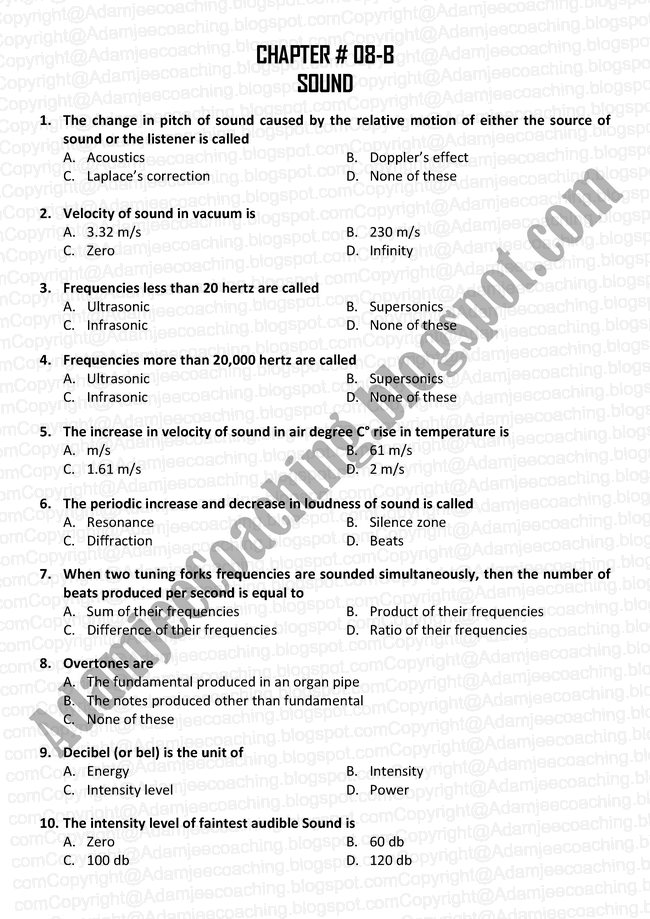 CHAPTER # 08-B
SOUND
1. The change in pitch of sound caused by the relative motion of either the source of
sound or the listener is called
A. Acoustics B. Doppler’s effect
C. Laplace’s correction D. None of these
2. Velocity of sound in vacuum is
A. 3.32 m/s B. 230 m/s
C. Zero D. Infinity
3. Frequencies less than 20 hertz are called
A. Ultrasonic B. Supersonics
C. Infrasonic D. None of these
4. Frequencies more than 20,000 hertz are called
A. Ultrasonic B. Supersonics
C. Infrasonic D. None of these
5. The increase in velocity of sound in air degree C° rise in temperature is
A. m/s B. 61 m/s
C. 1.61 m/s D. 2 m/s
6. The periodic increase and decrease in loudness of sound is called
A. Resonance B. Silence zone
C. Diffraction D. Beats
7. When two tuning forks frequencies are sounded simultaneously, then the number of
beats produced per second is equal to
A. Sum of their frequencies B. Product of their frequencies
C. Difference of their frequencies D. Ratio of their frequencies
8. Overtones are
A. The fundamental produced in an organ pipe
B. The notes produced other than fundamental
C. None of these
9. Decibel (or bel) is the unit of
A. Energy B. Intensity
C. Intensity level D. Power
10. The intensity level of faintest audible Sound is
A. Zero B. 60 db
C. 100 db D. 120 db
AdamjeeCoaching.blogspot.com
Copyright@Adamjeecoaching.blogspot.com